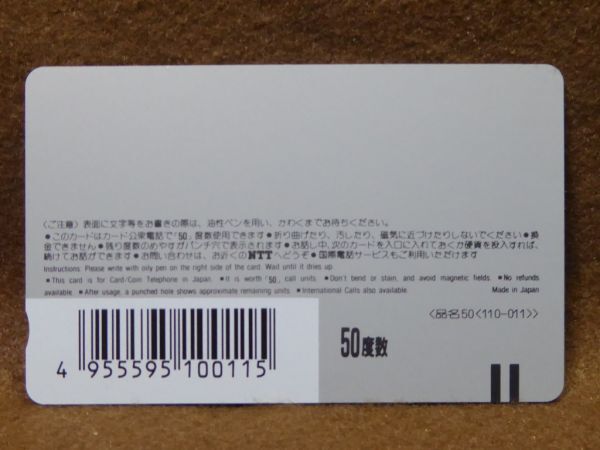 〈ご注意〉表面に文字等をお書きの際は、油性ペンを用い、かわくまでお待ちください。
●このカードはカード公衆電話で「50」度数使用できます●折り曲げたり、汚したり、磁気に近づけたりしないでください●換
金できません●残り度数のめやすがパンチ穴で表示されます●お話し中、次のカードを入口に入れておくか硬貨を投入すれば、
続けてお話ができます●お問い合わせは、お近くのNTTへどうぞ●国際電話サービスもご利用いただけます
Instructions: Please write with oily pen on the right side of the card. Wait until it dries up.
■This card is for Card/Coin Telephone in Japan. ■It is worth「50」call units. ■Don't bend or stain, and avoid magnetic fields. ■No refunds
available. ■After usage, a punched hole shows approximate remaining units. ■International Calls also available. Made in Japan
〈品名50〈110-011〉〉
50度数
4 955595 100115